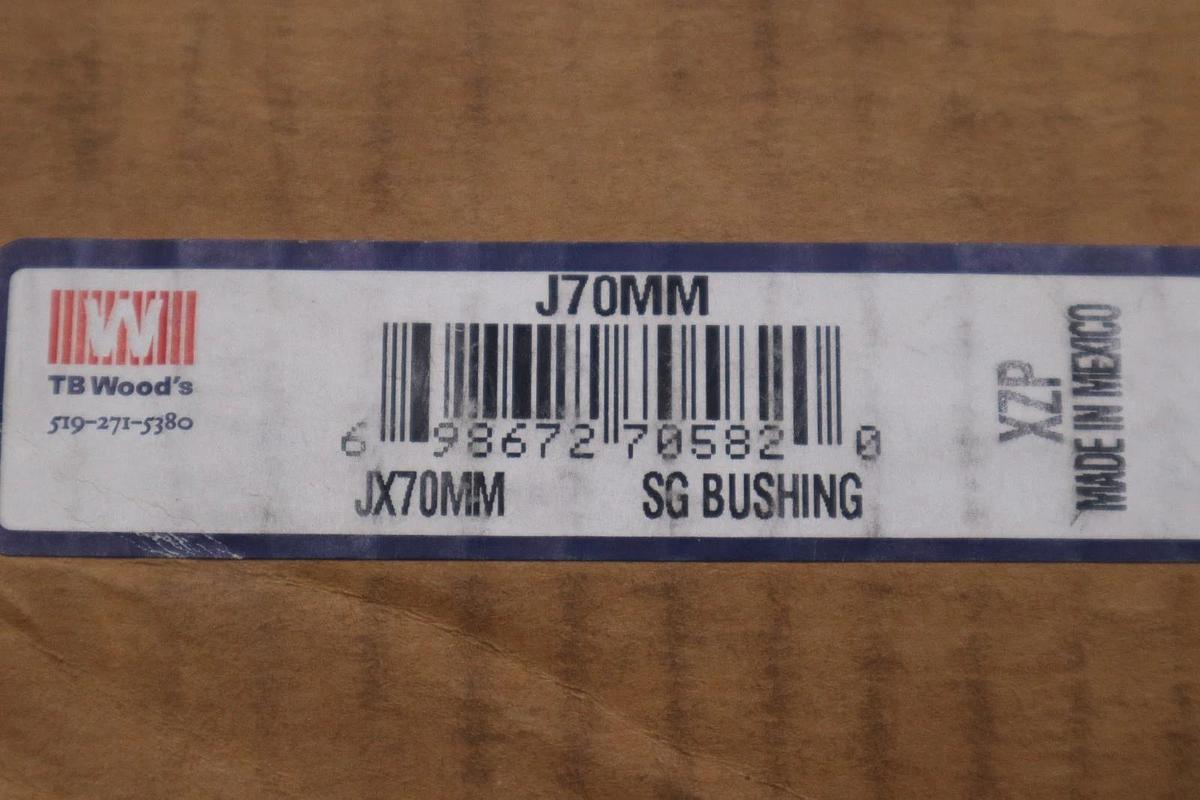 TB Wood's
519-271-5380
J70MM
6 98672 70582 0
JX70MM SG BUSHING
XZP
MADE IN MEXICO